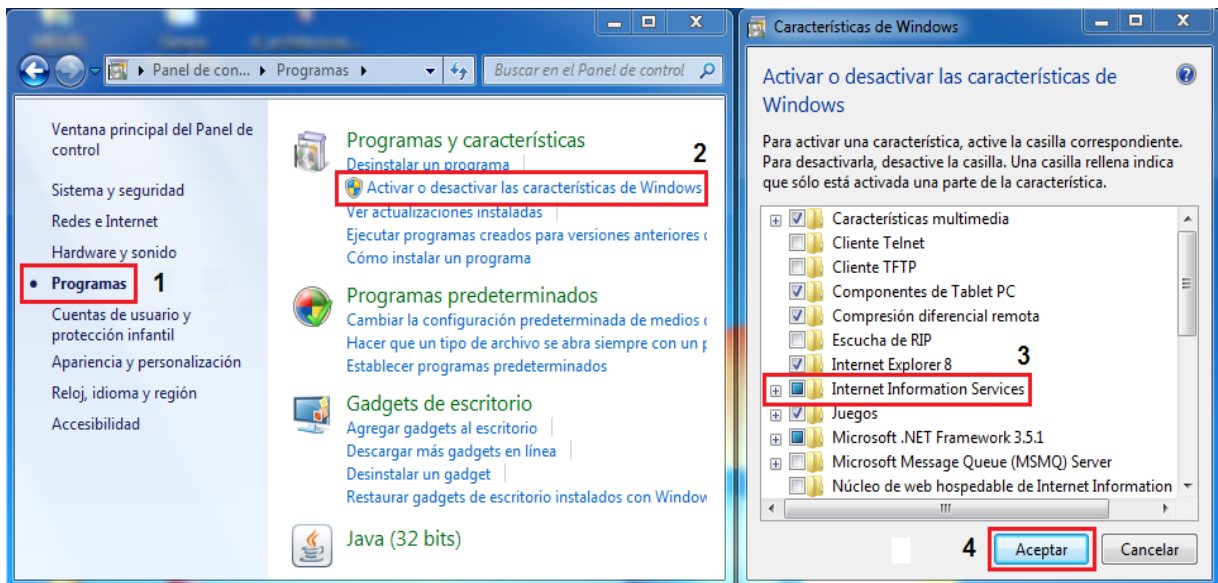 Panel de con... Programas
Buscar en el Panel de control
Ventana principal del Panel de
control
Sistema y seguridad
Redes e Internet
Hardware y sonido
Programas 1
Cuentas de usuario y
protección infantil
Apariencia y personalización
Reloj, idioma y región
Accesibilidad
Programas y características
Desinstalar un programa
2
Activar o desactivar las características de Windows
Ver actualizaciones instaladas
Ejecutar programas creados para versiones anteriores
Cómo instalar un programa
Programas predeterminados
Cambiar la configuración predeterminada de medios
Hacer que un tipo de archivo se abra siempre con un
Establecer programas predeterminados
Gadgets de escritorio
Agregar gadgets al escritorio
Descargar más gadgets en línea
Desinstalar un gadget
Restaurar gadgets de escritorio instalados con Window
Java (32 bits)
Características de Windows
Activar o desactivar las características de
Windows
Para activar una característica, active la casilla correspondiente.
Para desactivarla, desactive la casilla. Una casilla rellena indica
que sólo está activada una parte de la característica.
Características multimedia
Cliente Telnet
Cliente TFTP
Componentes de Tablet PC
Compresión diferencial remota
Escucha de RIP
Internet Explorer 8
3
Internet Information Services
Juegos
Microsoft .NET Framework 3.5.1
Microsoft Message Queue (MSMQ) Server
Núcleo de web hospedable de Internet Information
4 Aceptar Cancelar